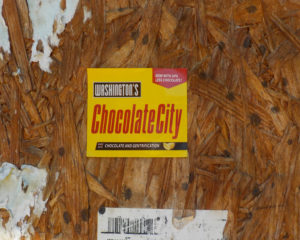 WASHINGTON'S
NOW WITH 50%
LESS CHOCOLATE!
ChocolateCity
CHOCOLATE AND GENTRIFICATION